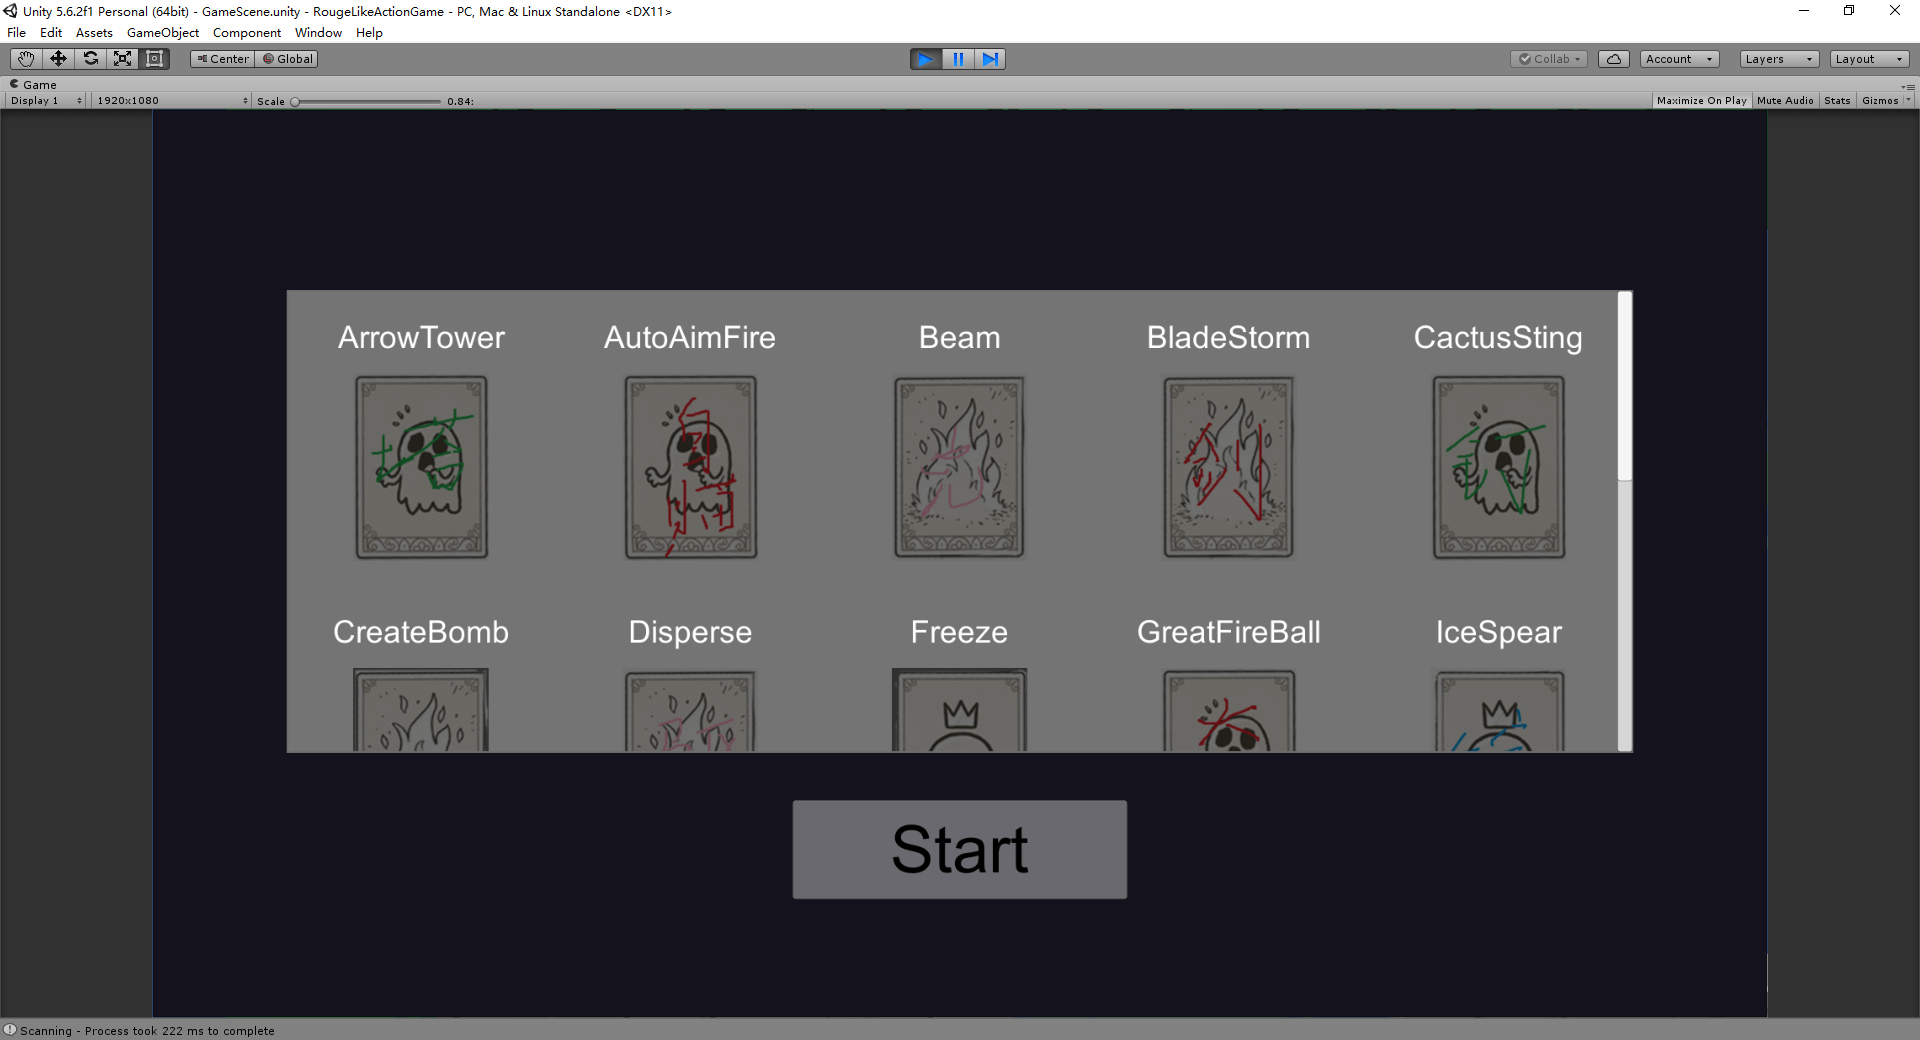 Unity 5.6.2f1 Personal (64bit) - GameScene.unity - RougeLikeActionGame - PC, Mac & Linux Standalone <DX11>
File Edit Assets GameObject Component Window Help
Center Global Collab Account Layers Layout
Game
Display 1 1920x1080 Scale 0.84: Maximize On Play Mute Audio Stats Gizmos
ArrowTower AutoAimFire Beam BladeStorm CactusSting
CreateBomb Disperse Freeze GreatFireBall IceSpear
Start
Scanning - Process took 222 ms to complete